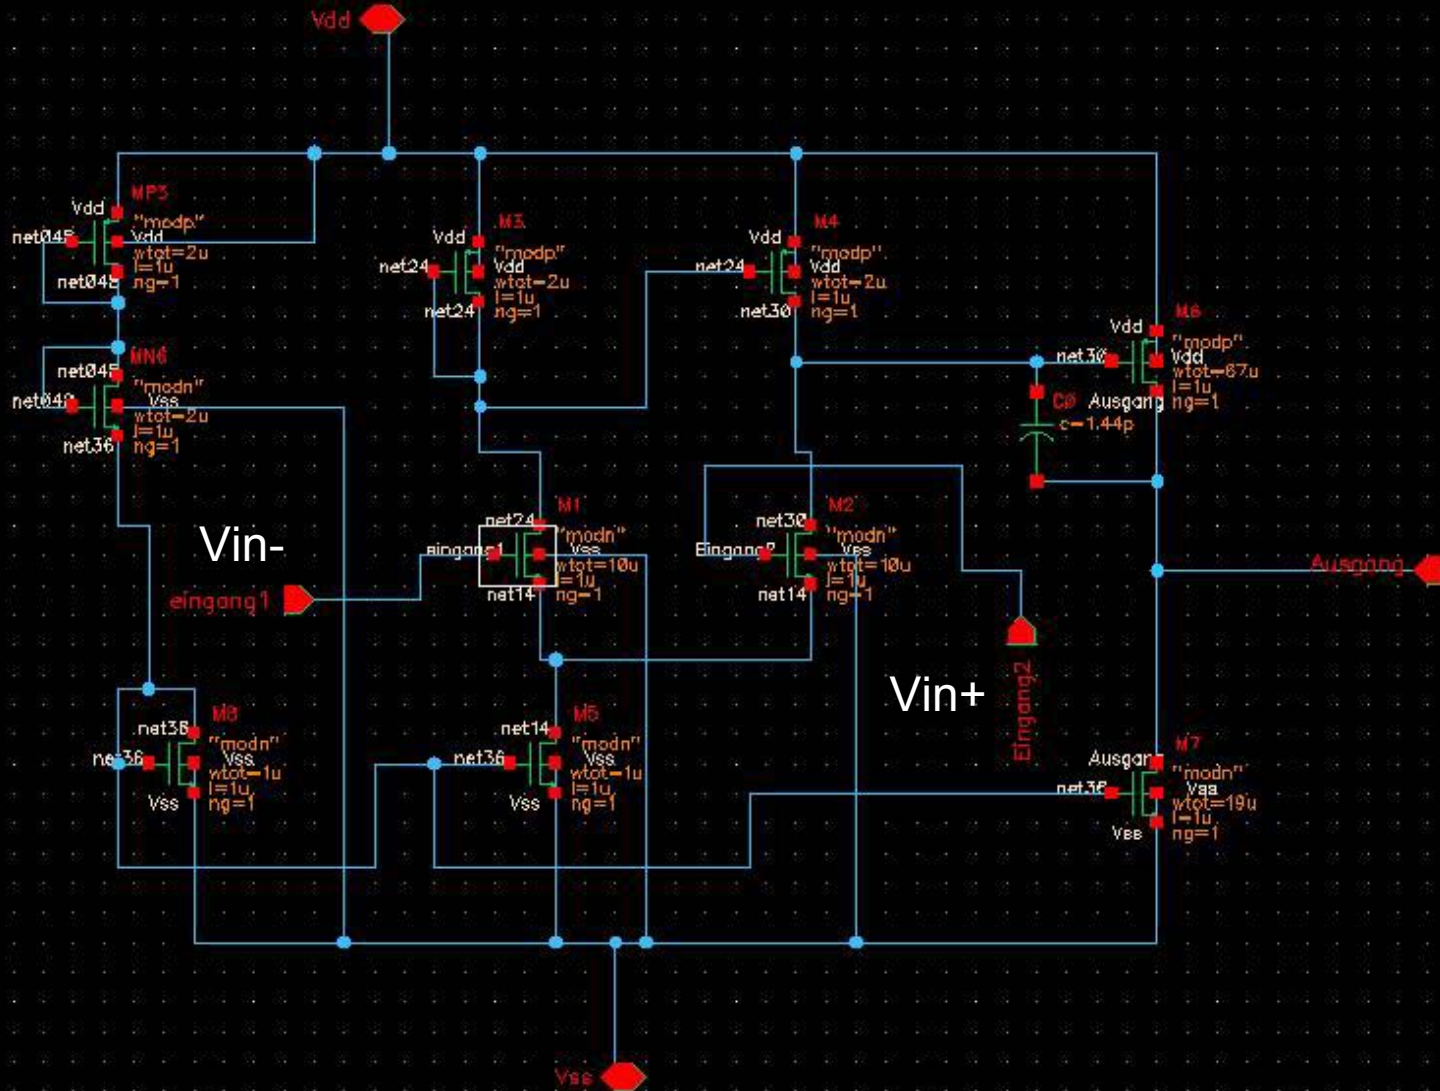 Vdd
MP3
Vdd
"modp"
net045
Vdd
wtot=2u
l=1u
net045
ng=1
M3
Vdd
"modp"
net24
Vdd
wtot=2u
l=1u
net24
ng=1
M4
Vdd
"modp"
net24
Vdd
wtot=2u
l=1u
net30
ng=1
M6
Vdd
"modp"
net30
Vdd
wtot=67u
l=1u
Ausgang
ng=1
C0
c=1.44p
MN6
net045
"modn"
Vss
wtot=2u
l=1u
net36
ng=1
Vin-
eingang1
M1
net24
"modn"
eingang1
Vss
wtot=10u
l=1u
net14
ng=1
M2
net30
"modn"
Eingang2
Vss
wtot=10u
l=1u
net14
ng=1
Ausgang
Vin+
Eingang2
M8
net36
"modn"
net36
Vss
wtot=1u
l=1u
Vss
ng=1
M5
net14
"modn"
net36
Vss
wtot=1u
l=1u
Vss
ng=1
M7
Ausgang
"modn"
net36
Vss
wtot=19u
l=1u
Vss
ng=1
Vss